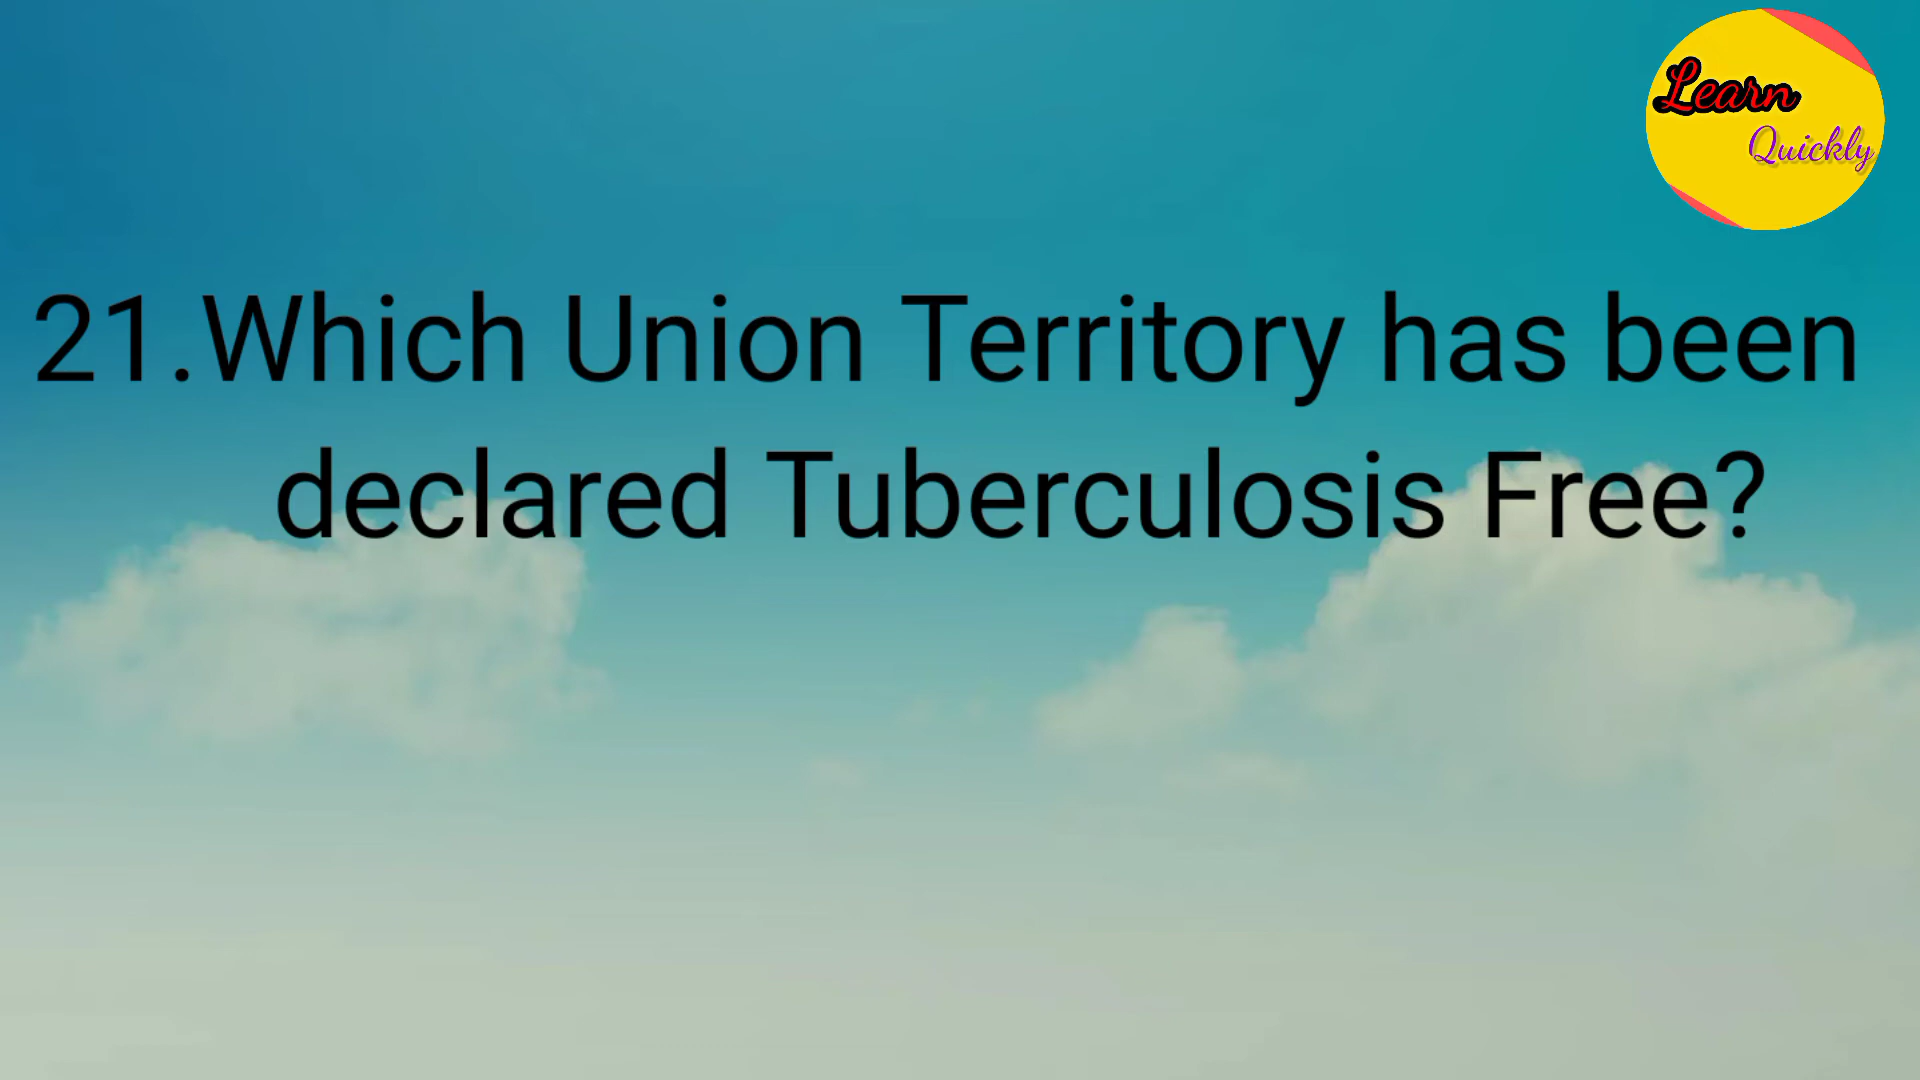 Learn
Quickly
21.Which Union Territory has been
declared Tuberculosis Free?